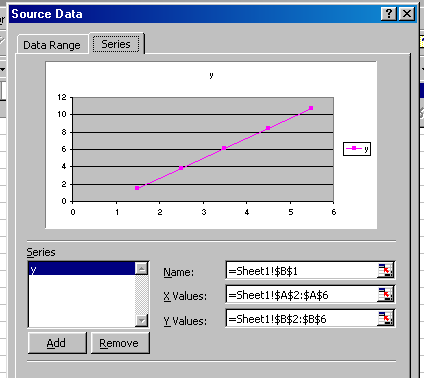 Source Data
Data Range Series
y
12
10
8
6
4
2
0
0 1 2 3 4 5 6
y
Series
y
Name: =Sheet1!$B$1
X Values: =Sheet1!$A$2:$A$6
Y Values: =Sheet1!$B$2:$B$6
Add Remove